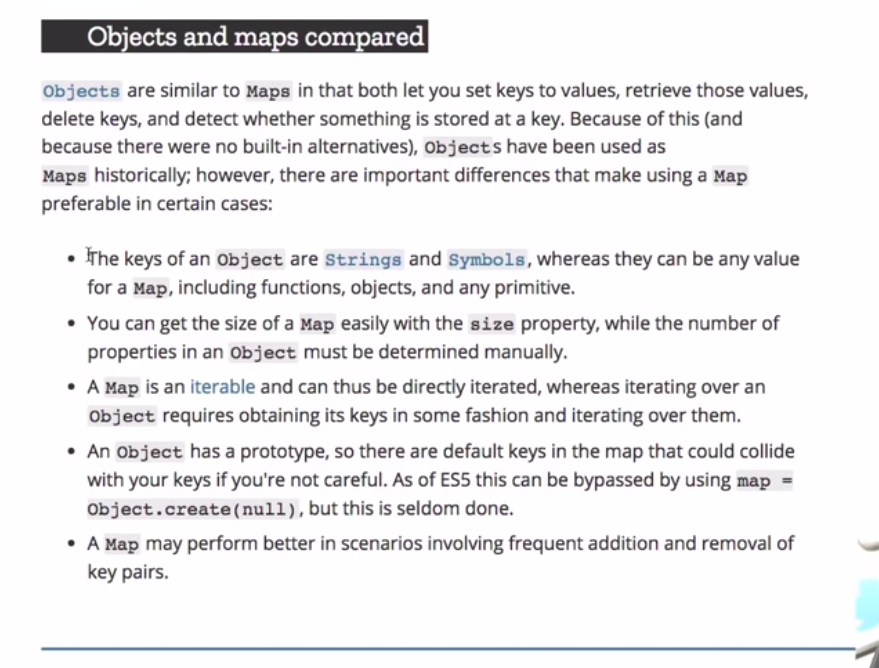 Objects and maps compared
Objects are similar to Maps in that both let you set keys to values, retrieve those values,
delete keys, and detect whether something is stored at a key. Because of this (and
because there were no built-in alternatives), Objects have been used as
Maps historically; however, there are important differences that make using a Map
preferable in certain cases:
• The keys of an Object are Strings and Symbols, whereas they can be any value
for a Map, including functions, objects, and any primitive.
• You can get the size of a Map easily with the size property, while the number of
properties in an Object must be determined manually.
• A Map is an iterable and can thus be directly iterated, whereas iterating over an
Object requires obtaining its keys in some fashion and iterating over them.
• An Object has a prototype, so there are default keys in the map that could collide
with your keys if you're not careful. As of ES5 this can be bypassed by using map =
Object.create(null), but this is seldom done.
• A Map may perform better in scenarios involving frequent addition and removal of
key pairs.